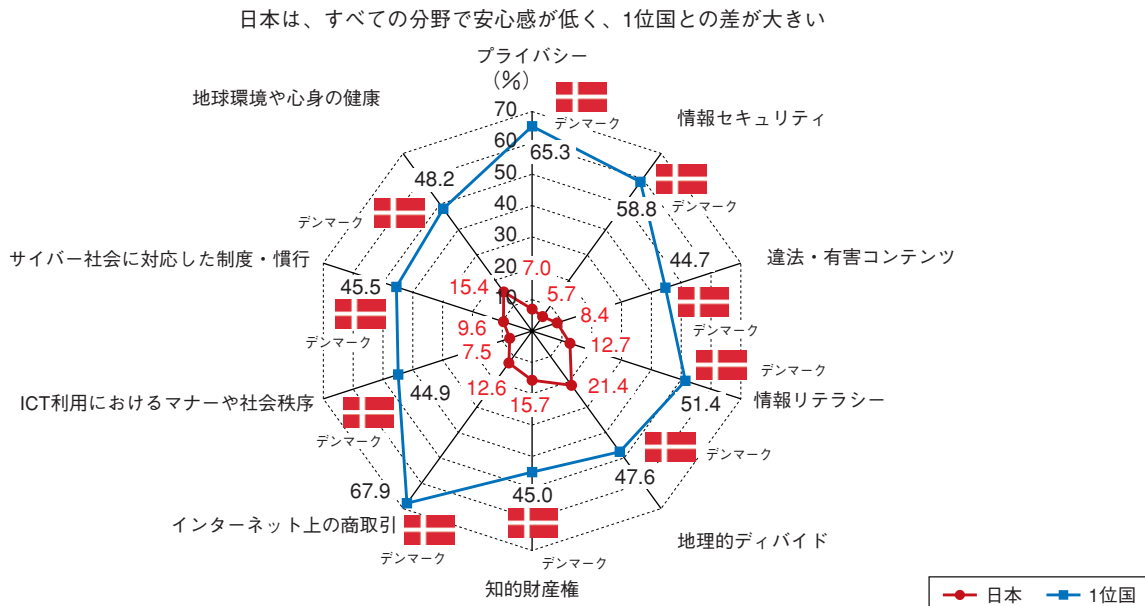 日本は、すべての分野で安心感が低く、1位国との差が大きい
プライバシー
(%)
デンマーク
地球環境や心身の健康
情報セキュリティ
70
60
50
40
30
20
10
65.3
48.2
58.8
デンマーク
デンマーク
サイバー社会に対応した制度・慣行
45.5
44.7
違法・有害コンテンツ
デンマーク
デンマーク
7.0
15.4
5.7
8.4
9.6
12.7
7.5
21.4
12.6
15.7
デンマーク
51.4
情報リテラシー
ICT利用におけるマナーや社会秩序
44.9
デンマーク
デンマーク
47.6
67.9
45.0
インターネット上の商取引
デンマーク
デンマーク
地理的ディバイド
知的財産権
日本
1位国